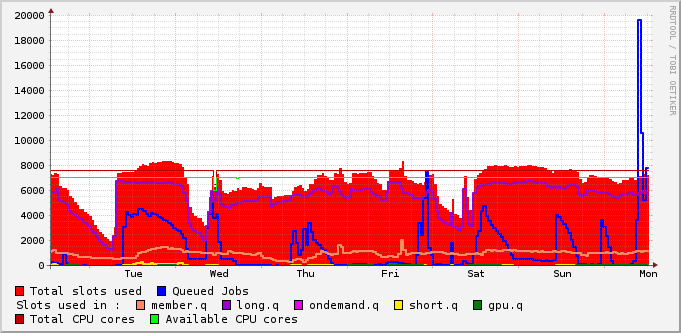 20000
18000
16000
14000
12000
10000
8000
6000
4000
2000
0
Tue Wed Thu Fri Sat Sun Mon
RRDTOOL / TOBI OETIKER
Total slots used Queued Jobs
Slots used in : member.q long.q ondemand.q short.q gpu.q
Total CPU cores Available CPU cores